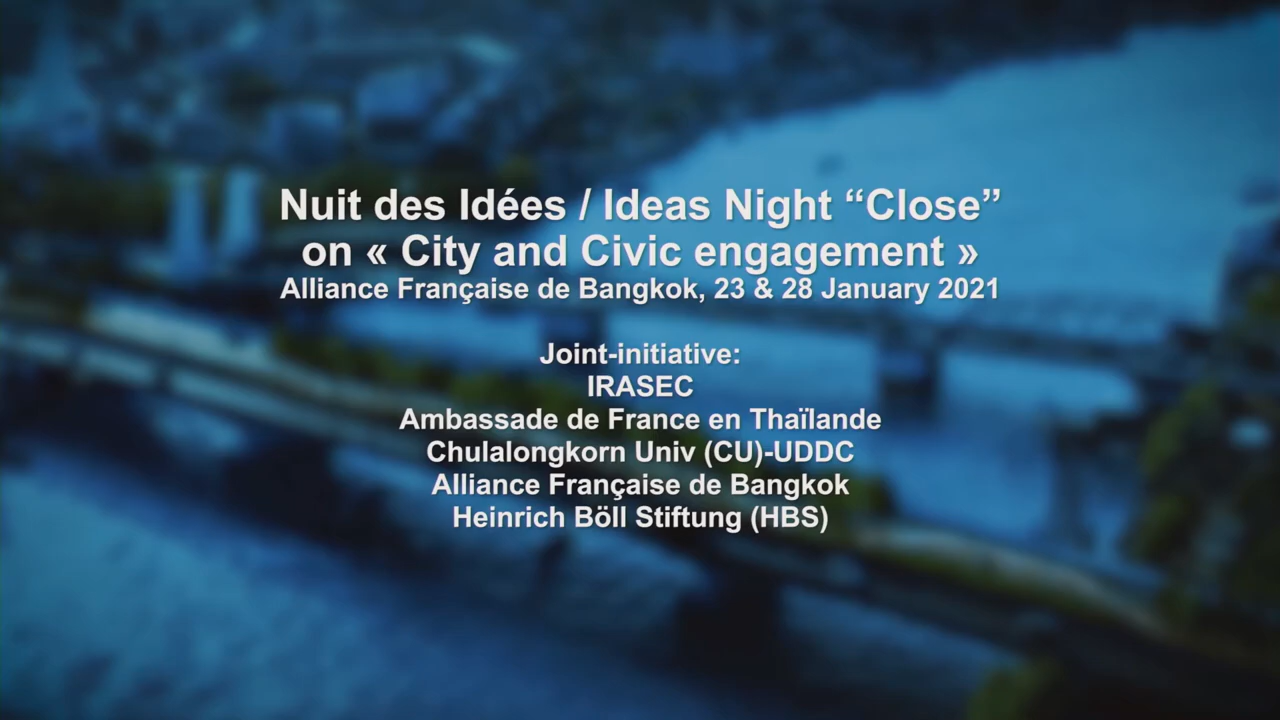 Nuit des Idées / Ideas Night “Close”
on « City and Civic engagement »
Alliance Française de Bangkok, 23 & 28 January 2021
Joint-initiative:
IRASEC
Ambassade de France en Thaïlande
Chulalongkorn Univ (CU)-UDDC
Alliance Française de Bangkok
Heinrich Böll Stiftung (HBS)